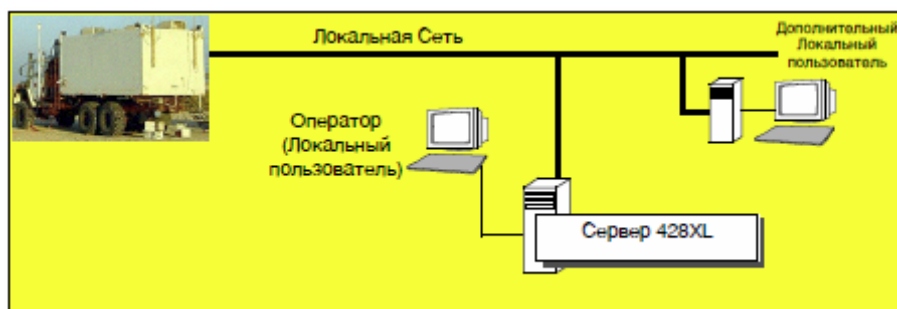 Локальная Сеть
Дополнительный
Локальный
пользователь
Оператор
(Локальный
пользователь)
Сервер 428XL